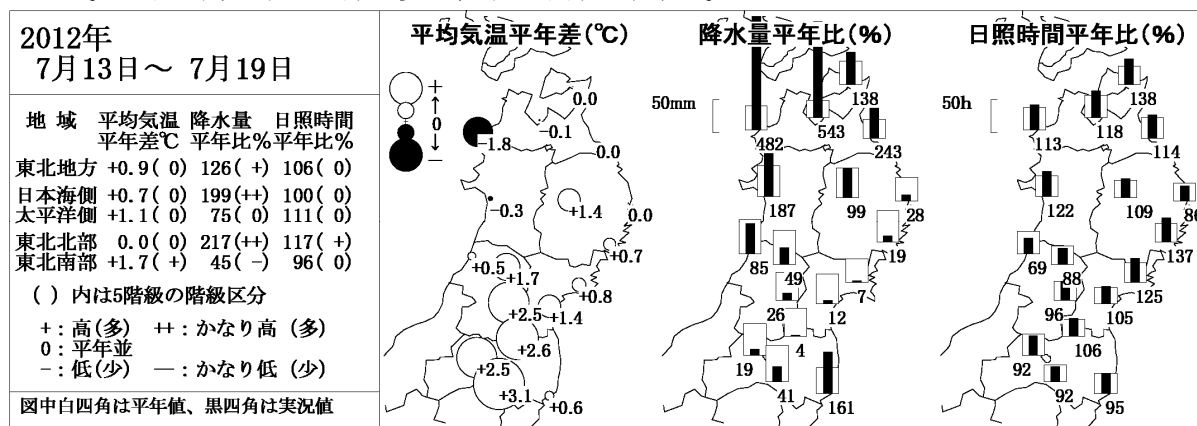 2012年
7月13日～ 7月19日
地 域 平均気温 降水量 日照時間
平年差℃ 平年比% 平年比%
東北地方 +0.9( 0) 126( +) 106( 0)
日本海側 +0.7( 0) 199(++) 100( 0)
太平洋側 +1.1( 0) 75( 0) 111( 0)
東北北部 0.0( 0) 217(++) 117( +)
東北南部 +1.7( +) 45( -) 96( 0)
( ) 内は5階級の階級区分
+：高(多) ++：かなり高 (多)
0：平年並
-：低(少) --：かなり低 (少)
図中白四角は平年値、黒四角は実況値
平均気温平年差(℃)
+
↑
0
↓
-
0.0
-0.1
-1.8
0.0
-0.3
+1.4
0.0
+0.7
+0.5
+1.7
+0.8
+2.5
+1.4
+2.6
+2.5
+3.1
+0.6
降水量平年比(%)
50mm
138
543
482
243
187
99
28
85
49
19
7
26
12
4
19
41
161
日照時間平年比(%)
50h
138
118
113
114
122
109
137
69
88
125
96
105
106
92
92
95